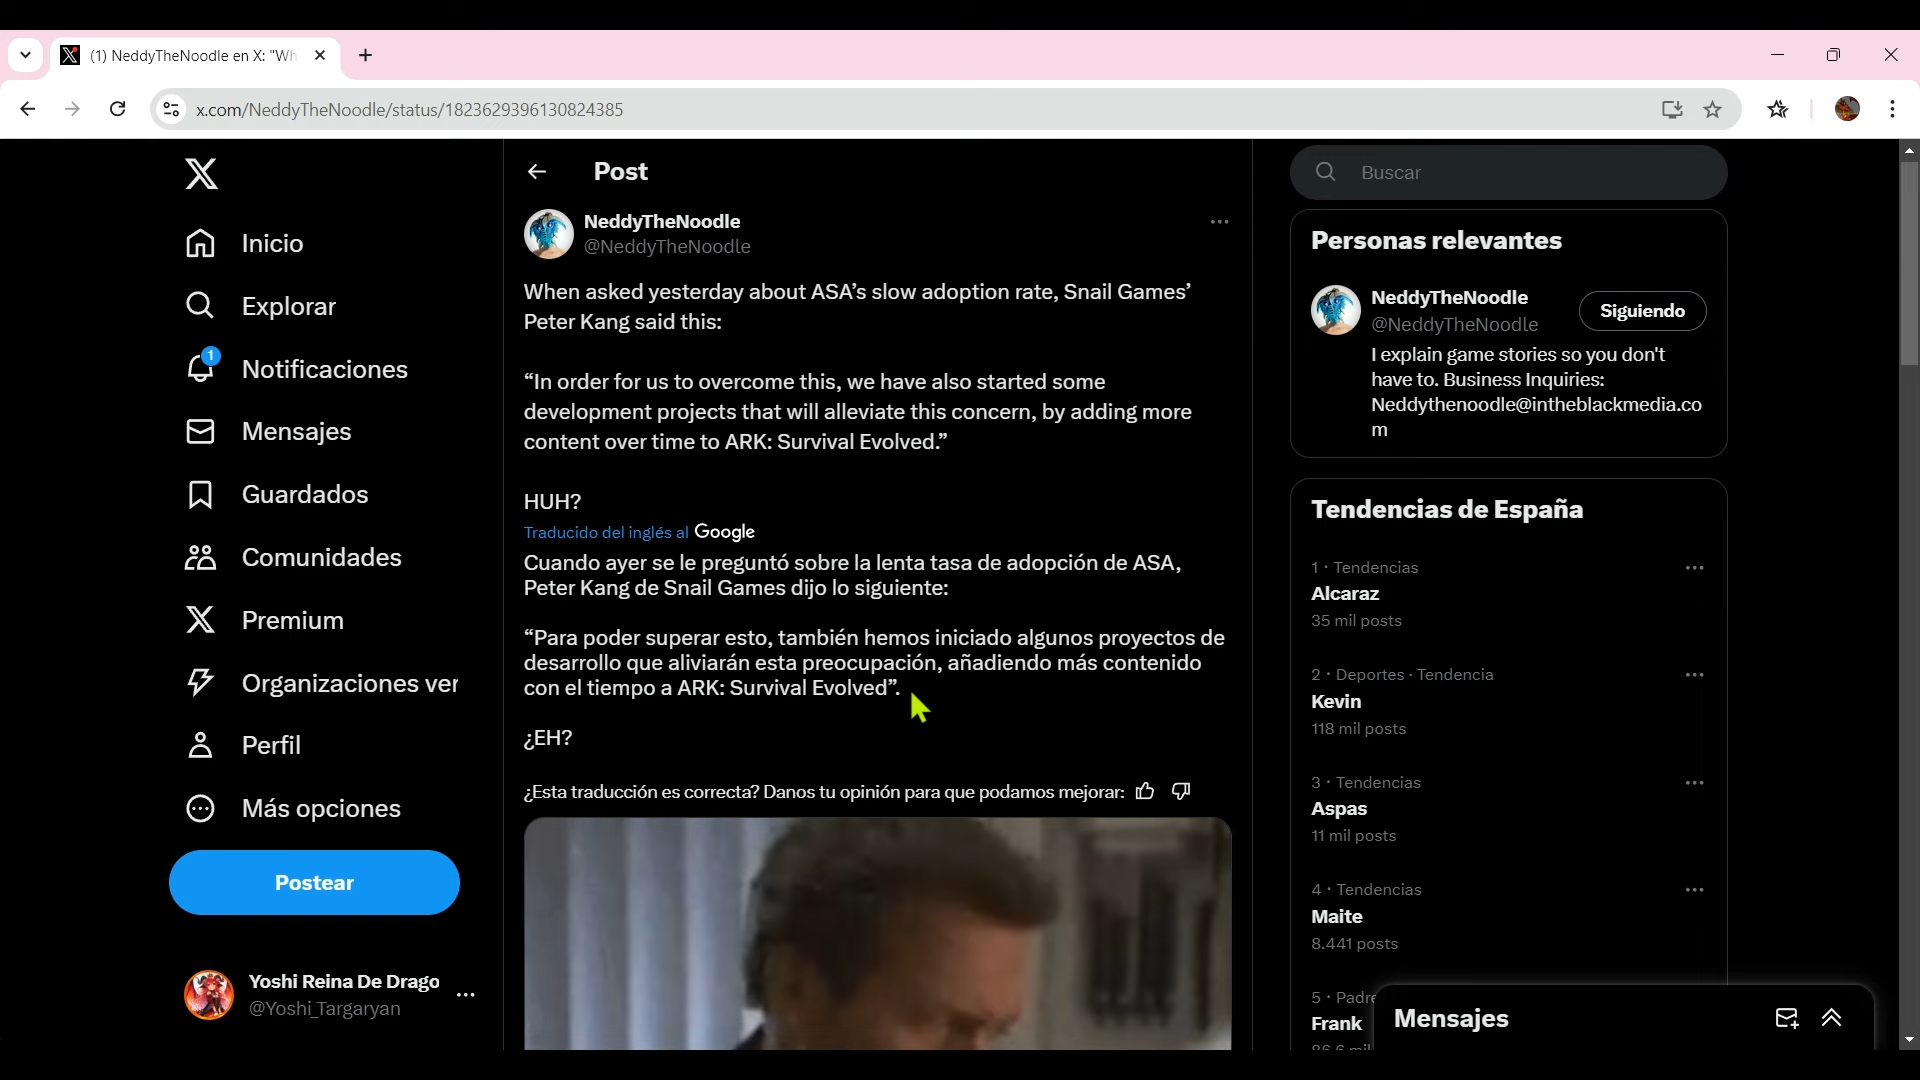 (1) NeddyTheNoodle en X: "Wh
x.com/NeddyTheNoodle/status/1823629396130824385
Inicio
Explorar
1
Notificaciones
Mensajes
Guardados
Comunidades
Premium
Organizaciones ver
Perfil
Más opciones
Postear
Yoshi Reina De Drago
@Yoshi_Targaryan
Post
NeddyTheNoodle
@NeddyTheNoodle
When asked yesterday about ASA’s slow adoption rate, Snail Games’
Peter Kang said this:
“In order for us to overcome this, we have also started some
development projects that will alleviate this concern, by adding more
content over time to ARK: Survival Evolved.”
HUH?
Traducido del inglés al Google
Cuando ayer se le preguntó sobre la lenta tasa de adopción de ASA,
Peter Kang de Snail Games dijo lo siguiente:
“Para poder superar esto, también hemos iniciado algunos proyectos de
desarrollo que aliviarán esta preocupación, añadiendo más contenido
con el tiempo a ARK: Survival Evolved”.
¿EH?
¿Esta traducción es correcta? Danos tu opinión para que podamos mejorar:
Buscar
Personas relevantes
NeddyTheNoodle
@NeddyTheNoodle
Siguiendo
I explain game stories so you don't
have to. Business Inquiries:
Neddythenoodle@intheblackmedia.co
m
Tendencias de España
1 · Tendencias
Alcaraz
35 mil posts
2 · Deportes · Tendencia
Kevin
118 mil posts
3 · Tendencias
Aspas
11 mil posts
4 · Tendencias
Maite
8.441 posts
5 · Padre
Frank
Mensajes